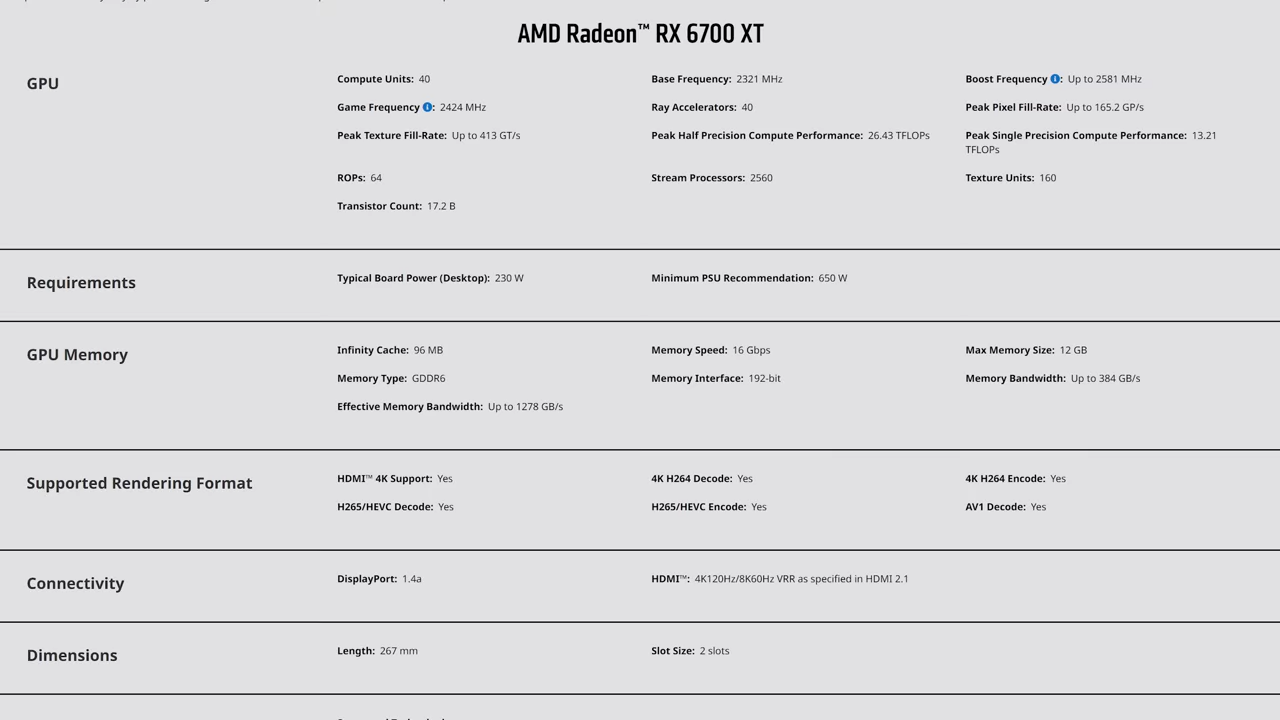 AMD Radeon™ RX 6700 XT
GPU
Compute Units: 40
Base Frequency: 2321 MHz
Boost Frequency: Up to 2581 MHz
Game Frequency: 2424 MHz
Ray Accelerators: 40
Peak Pixel Fill-Rate: Up to 165.2 GP/s
Peak Texture Fill-Rate: Up to 413 GT/s
Peak Half Precision Compute Performance: 26.43 TFLOPs
Peak Single Precision Compute Performance: 13.21
TFLOPs
ROPs: 64
Stream Processors: 2560
Texture Units: 160
Transistor Count: 17.2 B
Requirements
Typical Board Power (Desktop): 230 W
Minimum PSU Recommendation: 650 W
GPU Memory
Infinity Cache: 96 MB
Memory Speed: 16 Gbps
Max Memory Size: 12 GB
Memory Type: GDDR6
Memory Interface: 192-bit
Memory Bandwidth: Up to 384 GB/s
Effective Memory Bandwidth: Up to 1278 GB/s
Supported Rendering Format
HDMI™ 4K Support: Yes
4K H264 Decode: Yes
4K H264 Encode: Yes
H265/HEVC Decode: Yes
H265/HEVC Encode: Yes
AV1 Decode: Yes
Connectivity
DisplayPort: 1.4a
HDMI™: 4K120Hz/8K60Hz VRR as specified in HDMI 2.1
Dimensions
Length: 267 mm
Slot Size: 2 slots